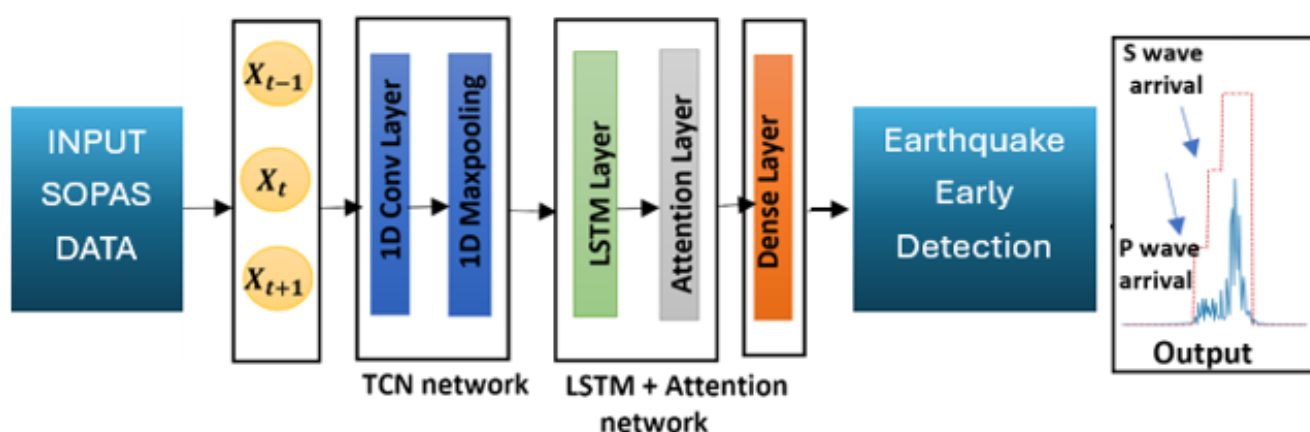 INPUT
SOPAS
DATA
X_{t−1}
X_t
X_{t+1}
1D Conv Layer
1D Maxpooling
TCN network
LSTM Layer
Attention Layer
LSTM + Attention
network
Dense Layer
Earthquake
Early
Detection
S wave
arrival
P wave
arrival
Output